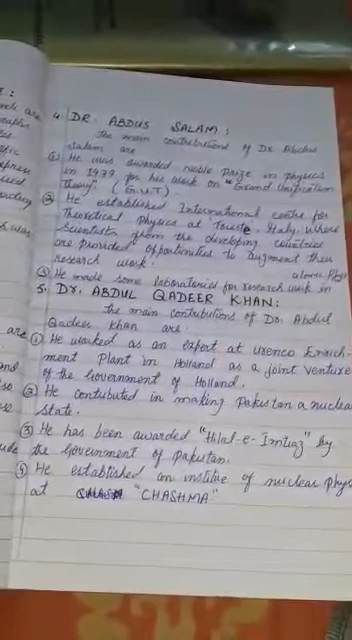 4. DR. ABDUS SALAM:
The main contributions of Dr. Abdus
Salam are
① He was awarded noble prize in physics
in 1979 for his work on "Grand Unification
theory" (G.U.T)
② He established International centre for
theoretical physics at Italy. Where
scientists from the developing countries
are provided opportunities to augment their
research work.
③ He made some laboratories for research work in
5. Dr. ABDUL QADEER KHAN:
the main contributions of Dr. Abdul
Qadeer Khan are
① He worked as an expert at Urenco Enrich-
ment Plant in Holland as a joint venture
of the Government of Holland.
② He contributed in making Pakistan a nuclear
state.
③ He has been awarded "Hilal-e-Imtiaz" by
the Government of Pakistan.
He established an of nuclear Phys
at "CHASHMA"